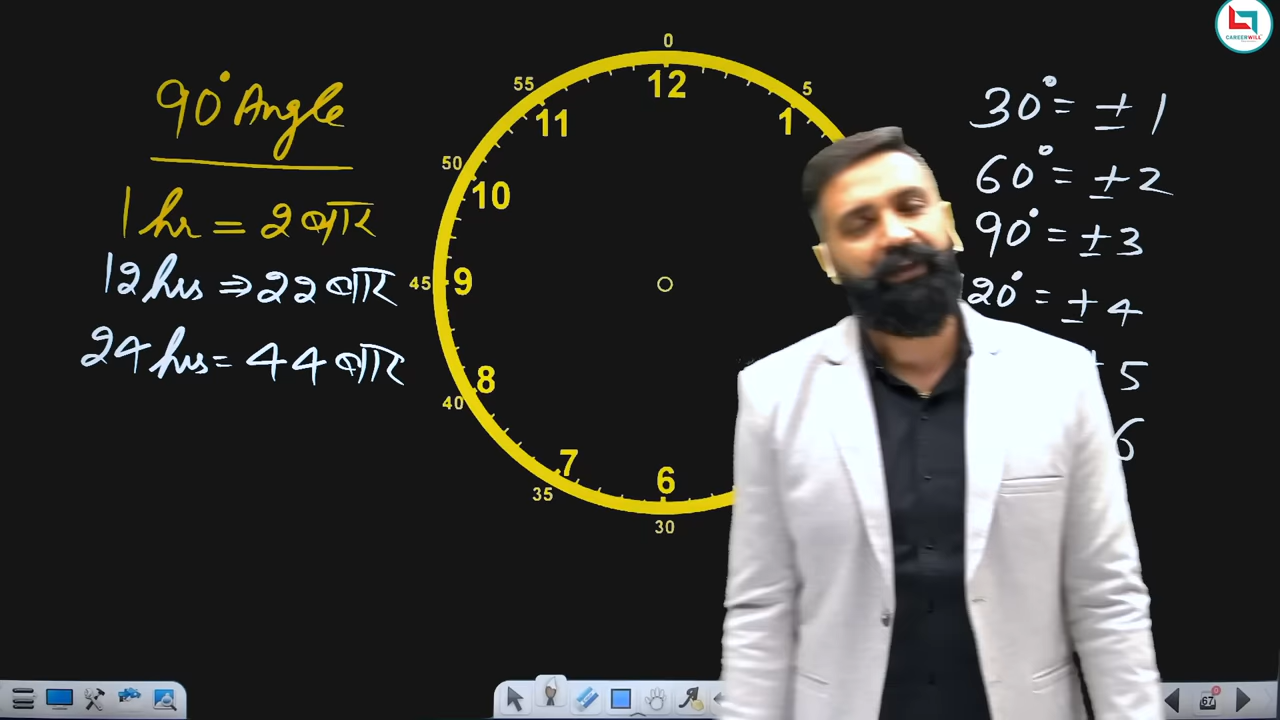 90° Angle
1 hr = 2 बार
12 hrs ⇒ 22 बार
24 hrs = 44 बार
0
5
50
55
45
40
35
30
12
1
11
10
9
8
7
6
30° = ± 1
60° = ± 2
90° = ± 3
20° = ± 4
5
6
CAREERWILL
67